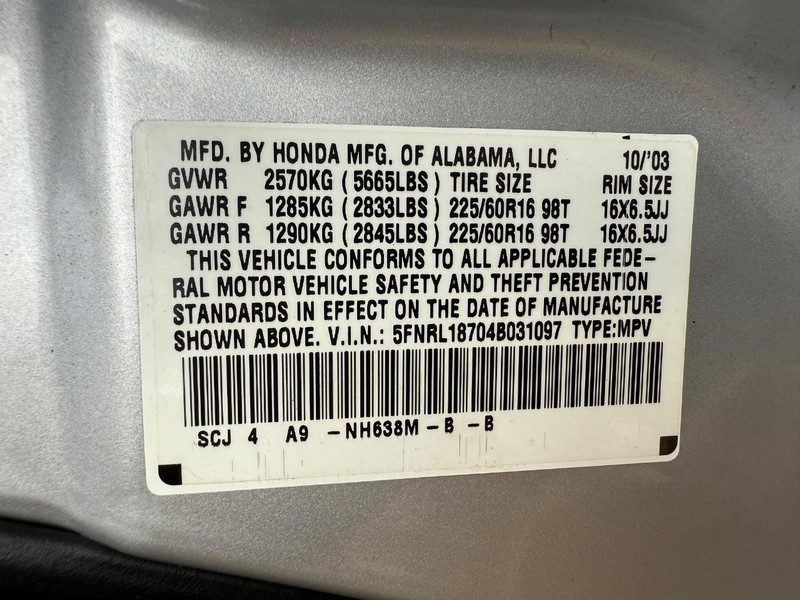 MFD. BY HONDA MFG. OF ALABAMA, LLC 10/'03
GVWR 2570KG (5665LBS) TIRE SIZE RIM SIZE
GAWR F 1285KG (2833LBS) 225/60R16 98T 16X6.5JJ
GAWR R 1290KG (2845LBS) 225/60R16 98T 16X6.5JJ
THIS VEHICLE CONFORMS TO ALL APPLICABLE FEDE-
RAL MOTOR VEHICLE SAFETY AND THEFT PREVENTION
STANDARDS IN EFFECT ON THE DATE OF MANUFACTURE
SHOWN ABOVE. V.I.N.: 5FNRL18704B031097 TYPE:MPV
SCJ 4 A9 -NH638M-B -B